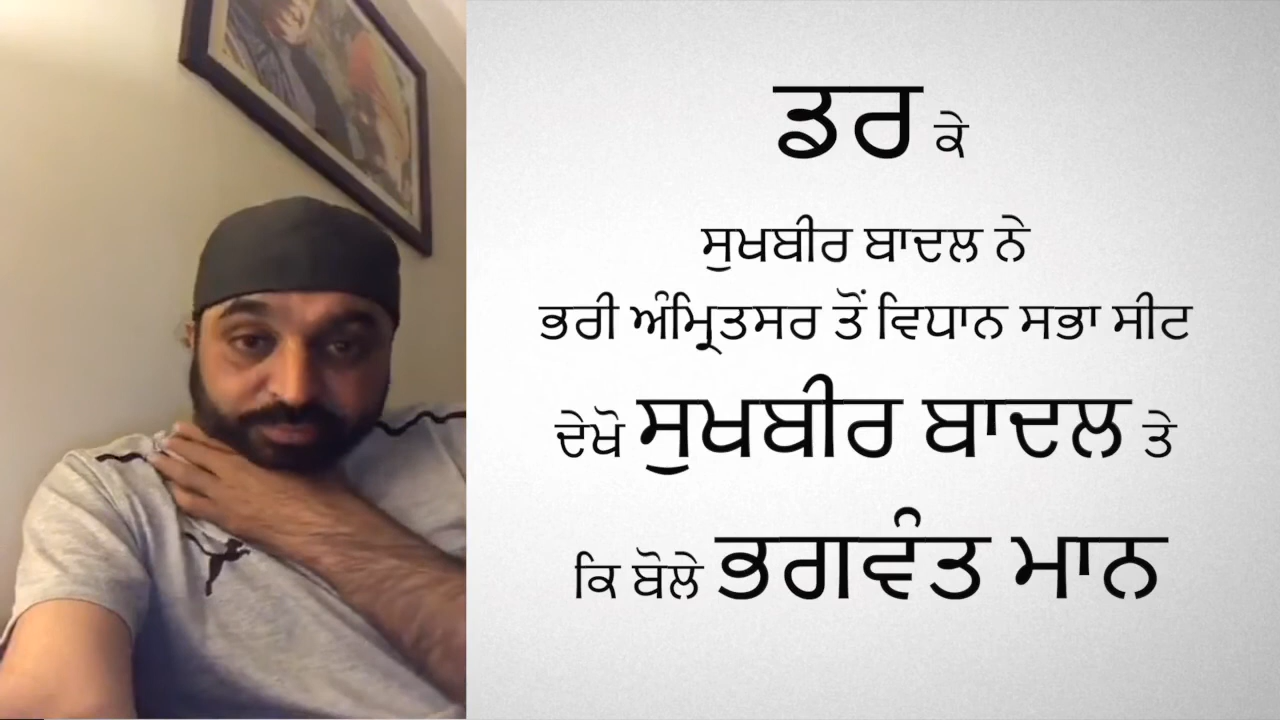 ਡਰ ਕੇ
ਸੁਖਬੀਰ ਬਾਦਲ ਨੇ
ਭਰੀ ਅੰਮ੍ਰਿਤਸਰ ਤੋਂ ਵਿਧਾਨ ਸਭਾ ਸੀਟ
ਦੇਖੋ ਸੁਖਬੀਰ ਬਾਦਲ ਤੇ
ਕਿ ਬੋਲੇ ਭਗਵੰਤ ਮਾਨ